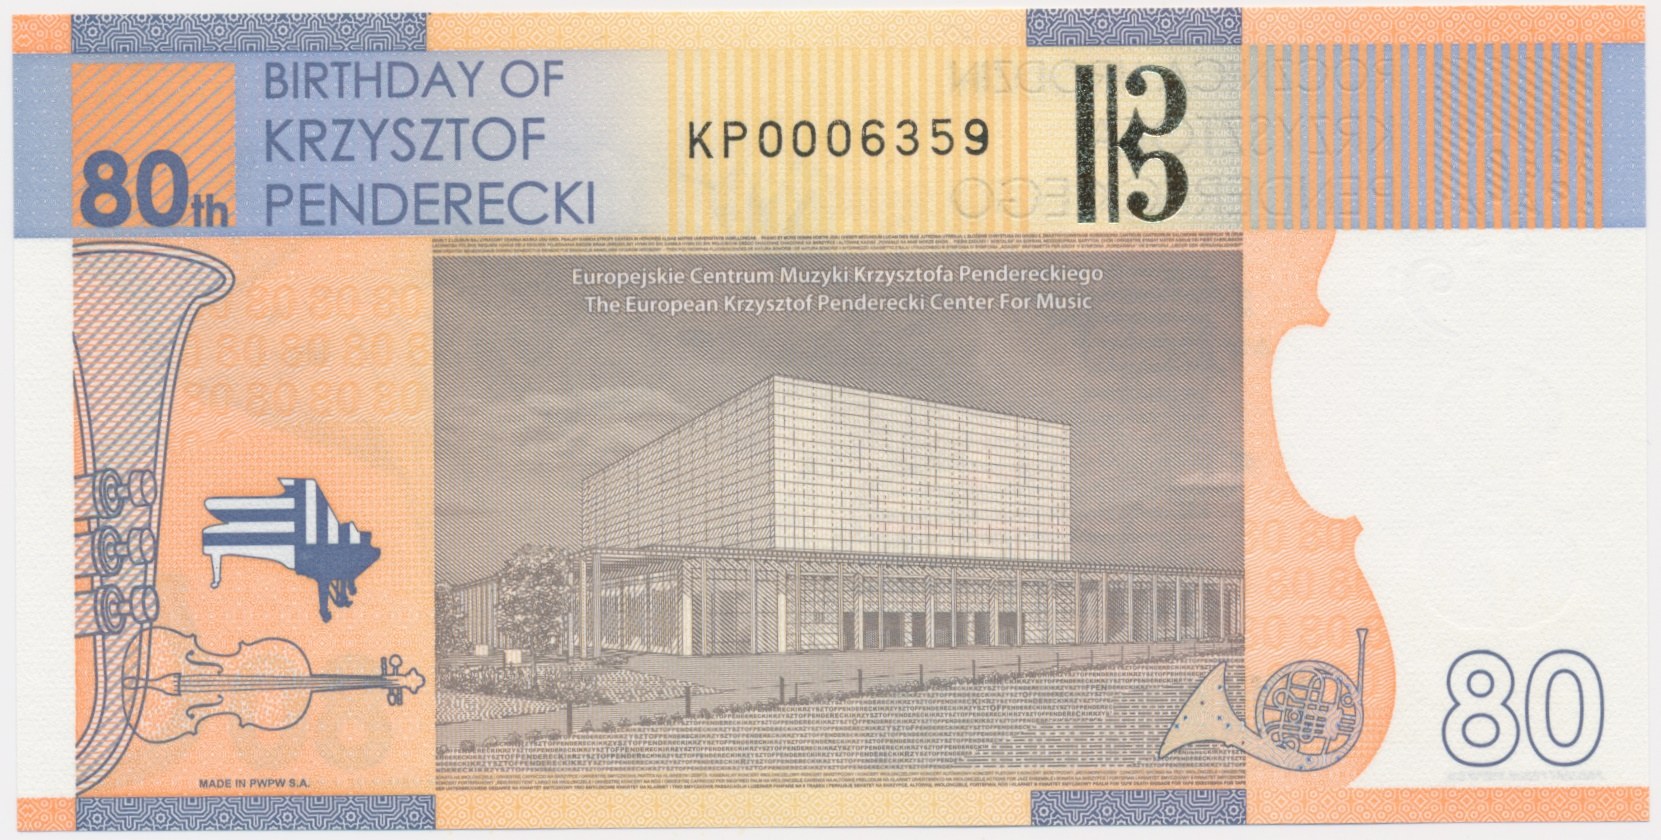 80th
BIRTHDAY OF
KRZYSZTOF
PENDERECKI
KP0006359
Europejskie Centrum Muzyki Krzysztofa Pendereckiego
The European Krzysztof Penderecki Center For Music
MADE IN PWPW S.A.
80